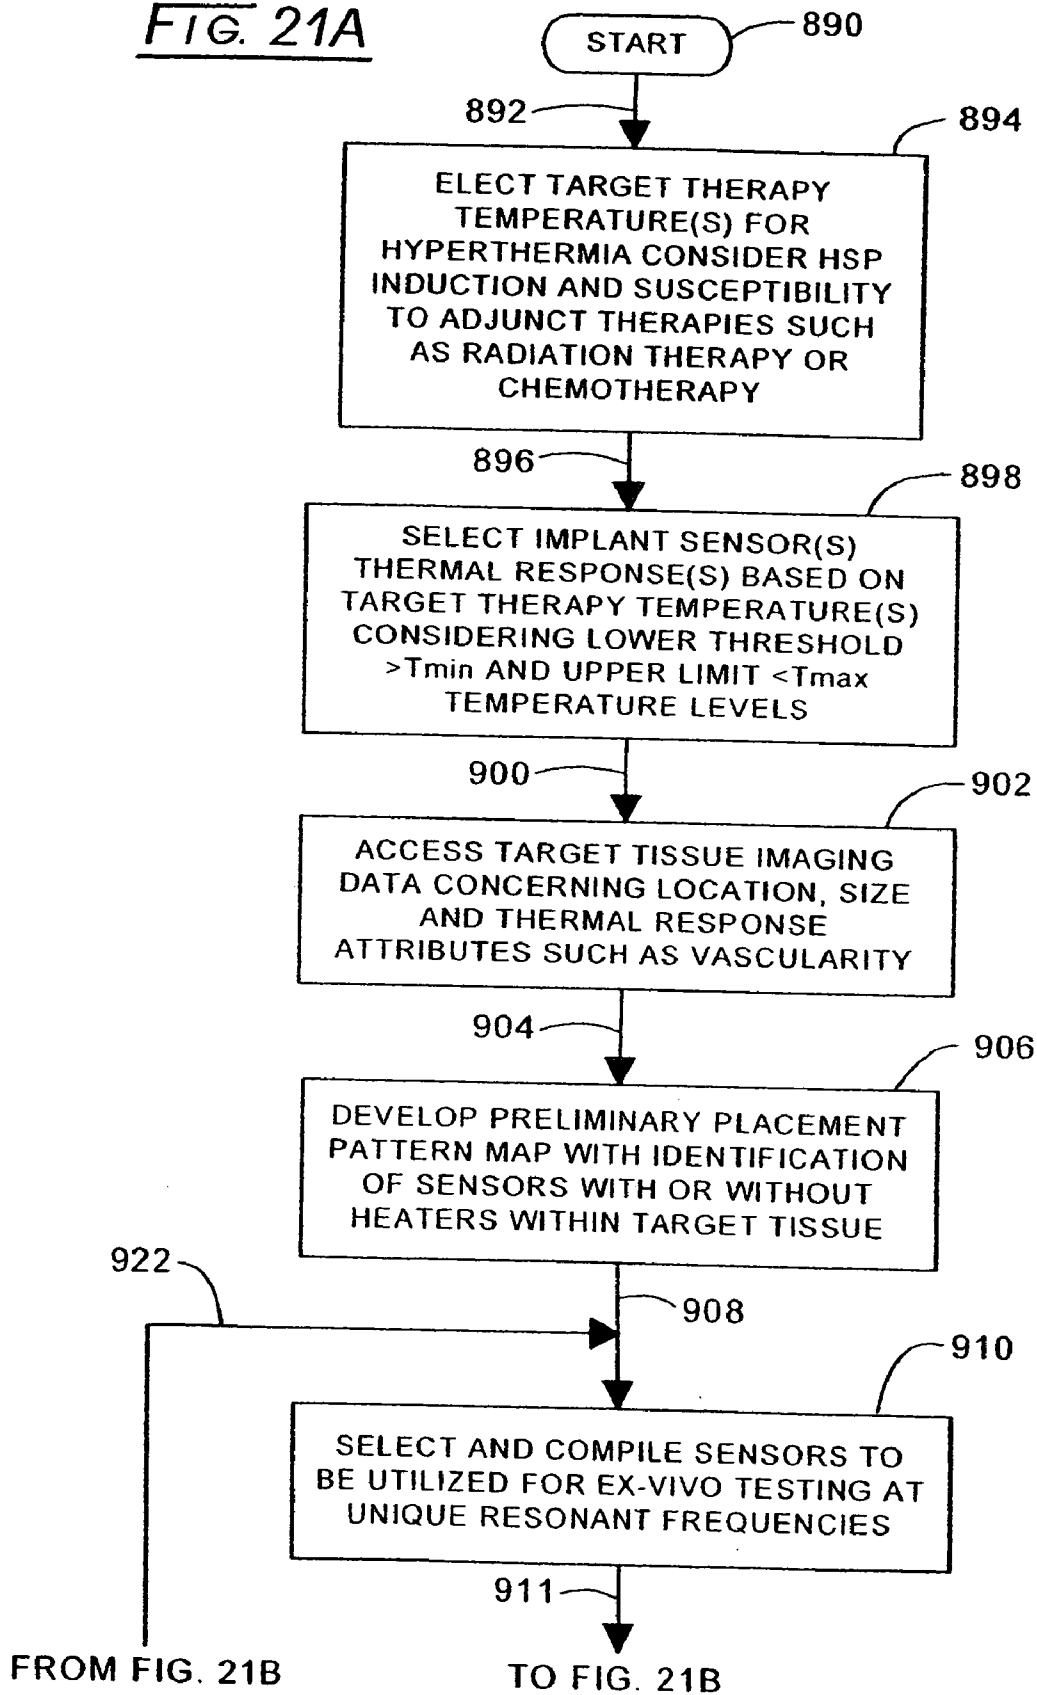 FIG. 21A
START
890
892
894
ELECT TARGET THERAPY
TEMPERATURE(S) FOR
HYPERTHERMIA CONSIDER HSP
INDUCTION AND SUSCEPTIBILITY
TO ADJUNCT THERAPIES SUCH
AS RADIATION THERAPY OR
CHEMOTHERAPY
896
898
SELECT IMPLANT SENSOR(S)
THERMAL RESPONSE(S) BASED ON
TARGET THERAPY TEMPERATURE(S)
CONSIDERING LOWER THRESHOLD
>Tmin AND UPPER LIMIT <Tmax
TEMPERATURE LEVELS
900
902
ACCESS TARGET TISSUE IMAGING
DATA CONCERNING LOCATION, SIZE
AND THERMAL RESPONSE
ATTRIBUTES SUCH AS VASCULARITY
904
906
DEVELOP PRELIMINARY PLACEMENT
PATTERN MAP WITH IDENTIFICATION
OF SENSORS WITH OR WITHOUT
HEATERS WITHIN TARGET TISSUE
922
908
910
SELECT AND COMPILE SENSORS TO
BE UTILIZED FOR EX-VIVO TESTING AT
UNIQUE RESONANT FREQUENCIES
911
FROM FIG. 21B
TO FIG. 21B